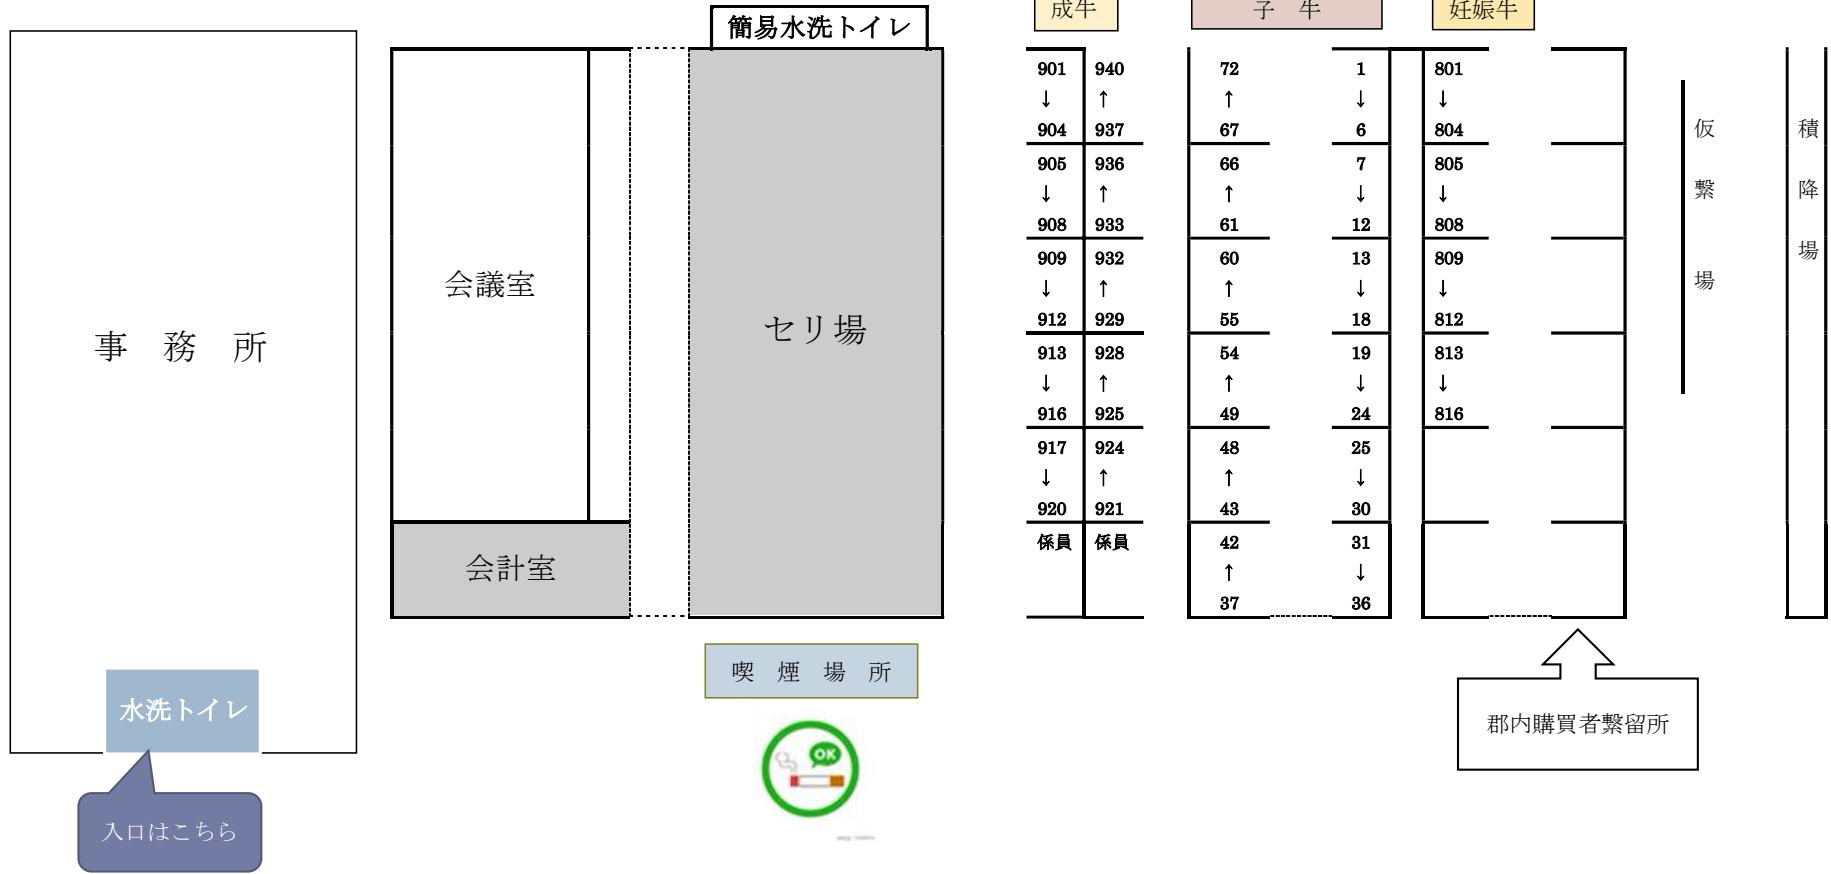 成牛
子 牛
妊娠牛
簡易水洗トイレ
901 940 72 1 801
↓ ↑ ↑ ↓ ↓
904 937 67 6 804
905 936 66 7 805
↓ ↑ ↑ ↓ ↓
908 933 61 12 808
909 932 60 13 809
↓ ↑ ↑ ↓ ↓
912 929 55 18 812
913 928 54 19 813
↓ ↑ ↑ ↓ ↓
916 925 49 24 816
917 924 48 25
↓ ↑ ↑ ↓
920 921 43 30
係員 係員 42 31
↑ ↓
37 36
仮繋場
積降場
会議室
セリ場
事 務 所
会計室
喫 煙 場 所
OK
水洗トイレ
入口はこちら
郡内購買者繋留所